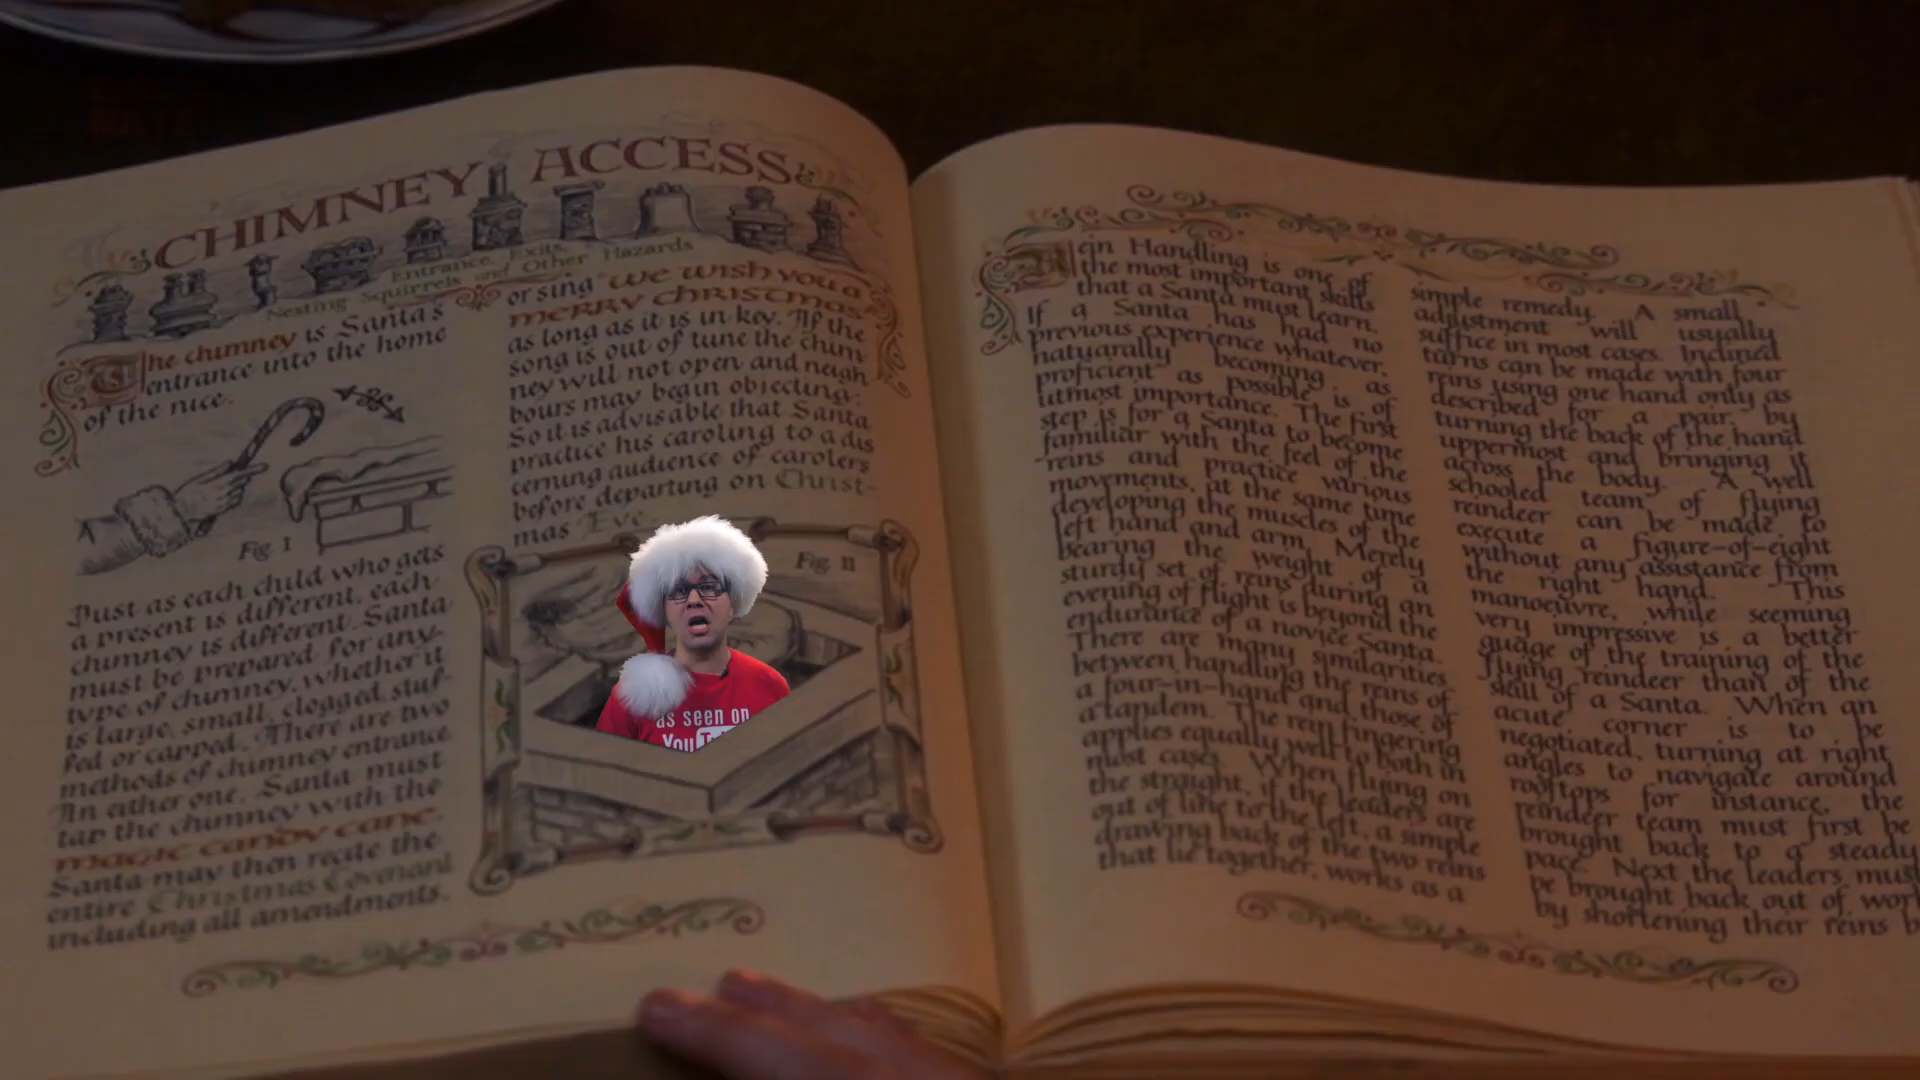 CHIMNEY ACCESS
Entrance, Exits,
Nesting Squirrels and Other Hazards
The chimney is Santa's
entrance into the home
of the nice.
Fig. I
Just as each child who gets
a present is different, each
chimney is different. Santa
must be prepared for any-
type of chimney, whether it
is large, small, clogged, stuf-
fed or capped. There are two
methods of chimney entrance.
In either one, Santa must
tap the chimney with the
magic candy cane.
Santa may then recite the
entire Christmas Covenant
including all amendments.
or sing "we wish you a
merry christmas
as long as it is in key. If the
song is out of tune the chim
ney will not open and neigh
bours may begin objecting.
So it is advisable that Santa
practice his caroling to a dis
cerning audience of carolers
before departing on Christ-
mas Eve
Fig. II
as seen on
You
Rein Handling is one of
the most important skills
that a Santa must learn.
If a Santa has had no
previous experience whatever,
natuarally becoming as
proficient as possible is of
utmost importance. The first
step is for a Santa to become
familiar with the feel of the
reins and practice various
movements, at the same time
developing the muscles of the
left hand and arm. Merely
bearing the weight of a
sturdy set of reins during an
evening of flight is beyond the
endurance of a novice Santa.
There are many similarities
between handling the reins of
a four-in-hand and those of
a tandem. The rein fingering
applies equally well to both in
most cases. When flying on
the straight, if the leaders are
out of line to the left, a simple
drawing back of the two reins
that lie together, works as a
simple remedy. A small
adjustment will usually
suffice in most cases. Inclined
turns can be made with four
reins using one hand only as
described for a pair, by
turning the back of the hand
uppermost and bringing it
across the body. A well
schooled team of flying
reindeer can be made to
execute a figure-of-eight
without any assistance from
the right hand. This
manoeuvre, while seeming
very impressive is a better
guage of the training of the
flying reindeer than of the
skill of a Santa. When an
acute corner is to be
negotiated, turning at right
angles to navigate around
rooftops for instance, the
reindeer team must first be
brought back to a steady
pace. Next the leaders must
be brought back out of work
by shortening their reins b